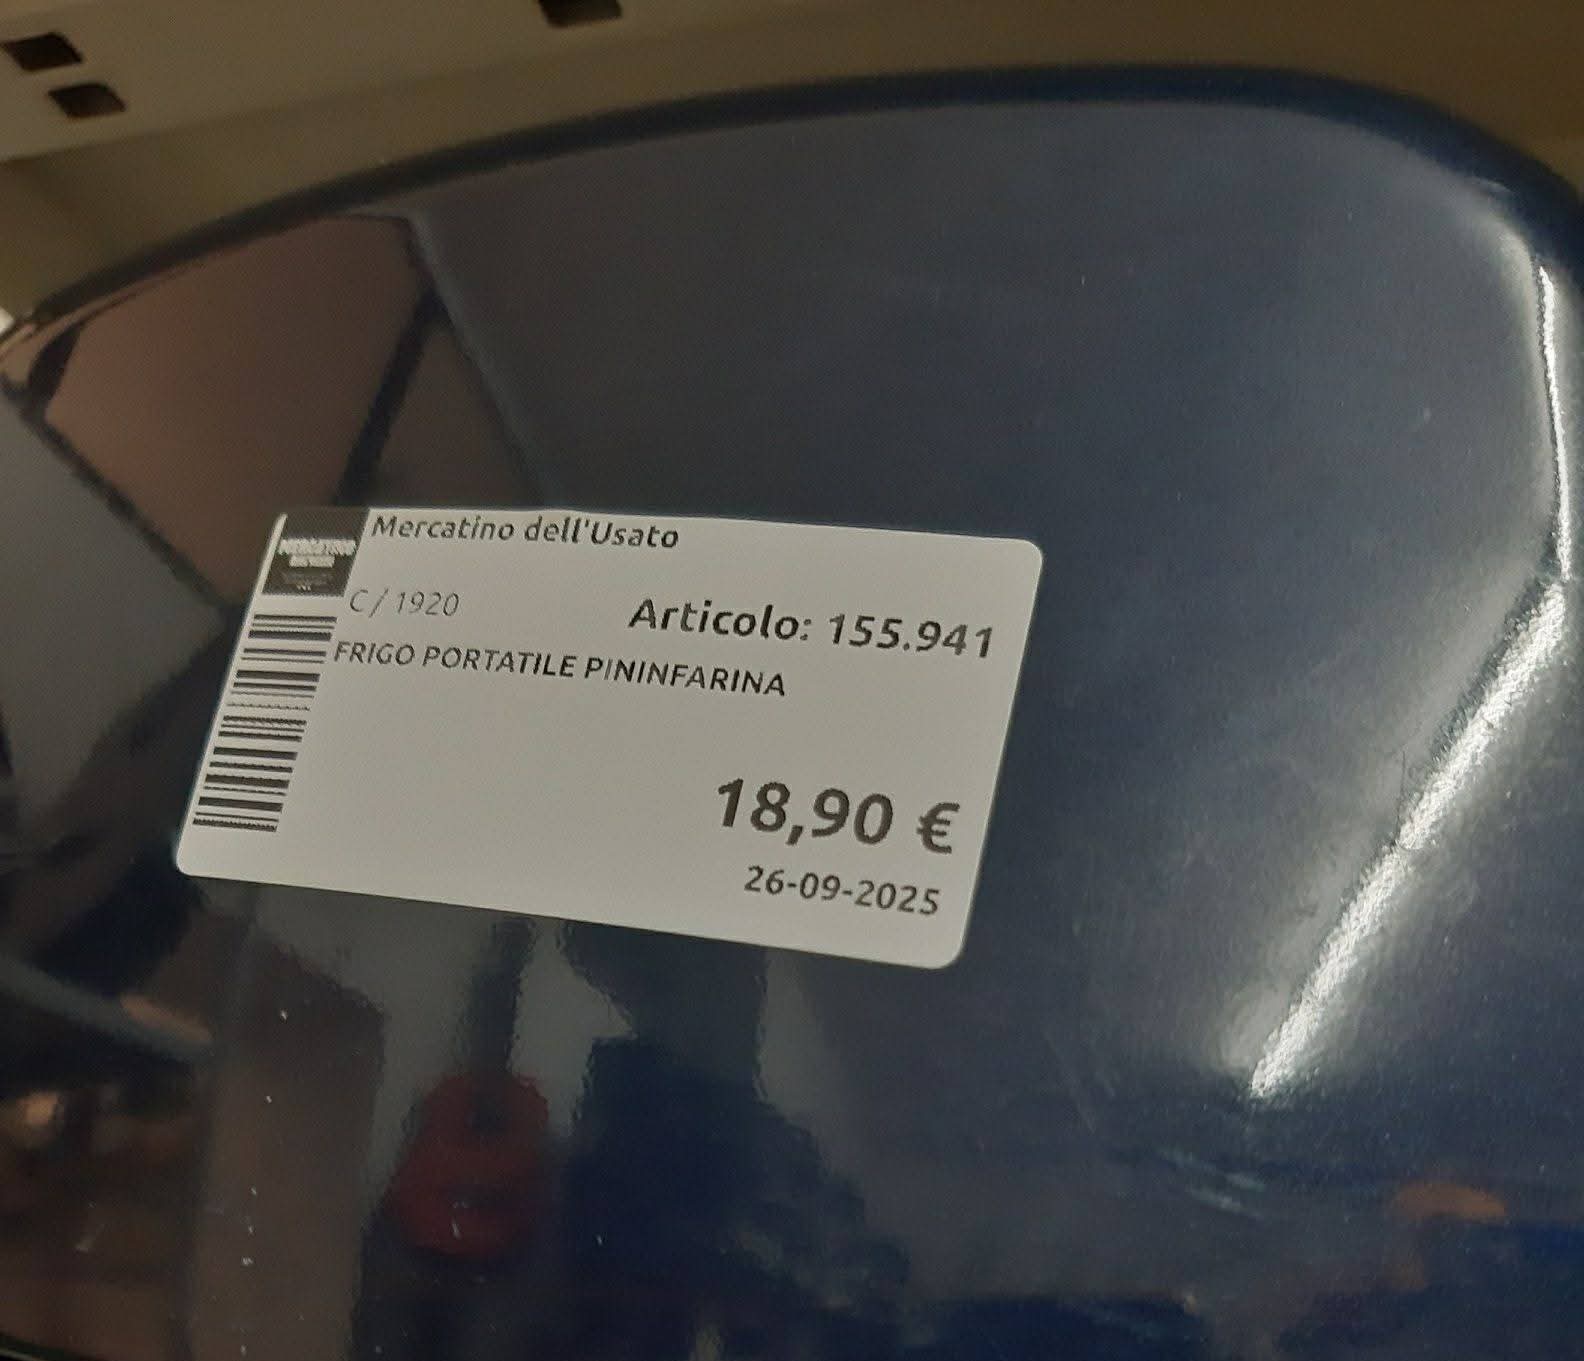 Mercatino dell'Usato
C/1920
Articolo: 155.941
FRIGO PORTATILE PININFARINA
18,90 €
26-09-2025